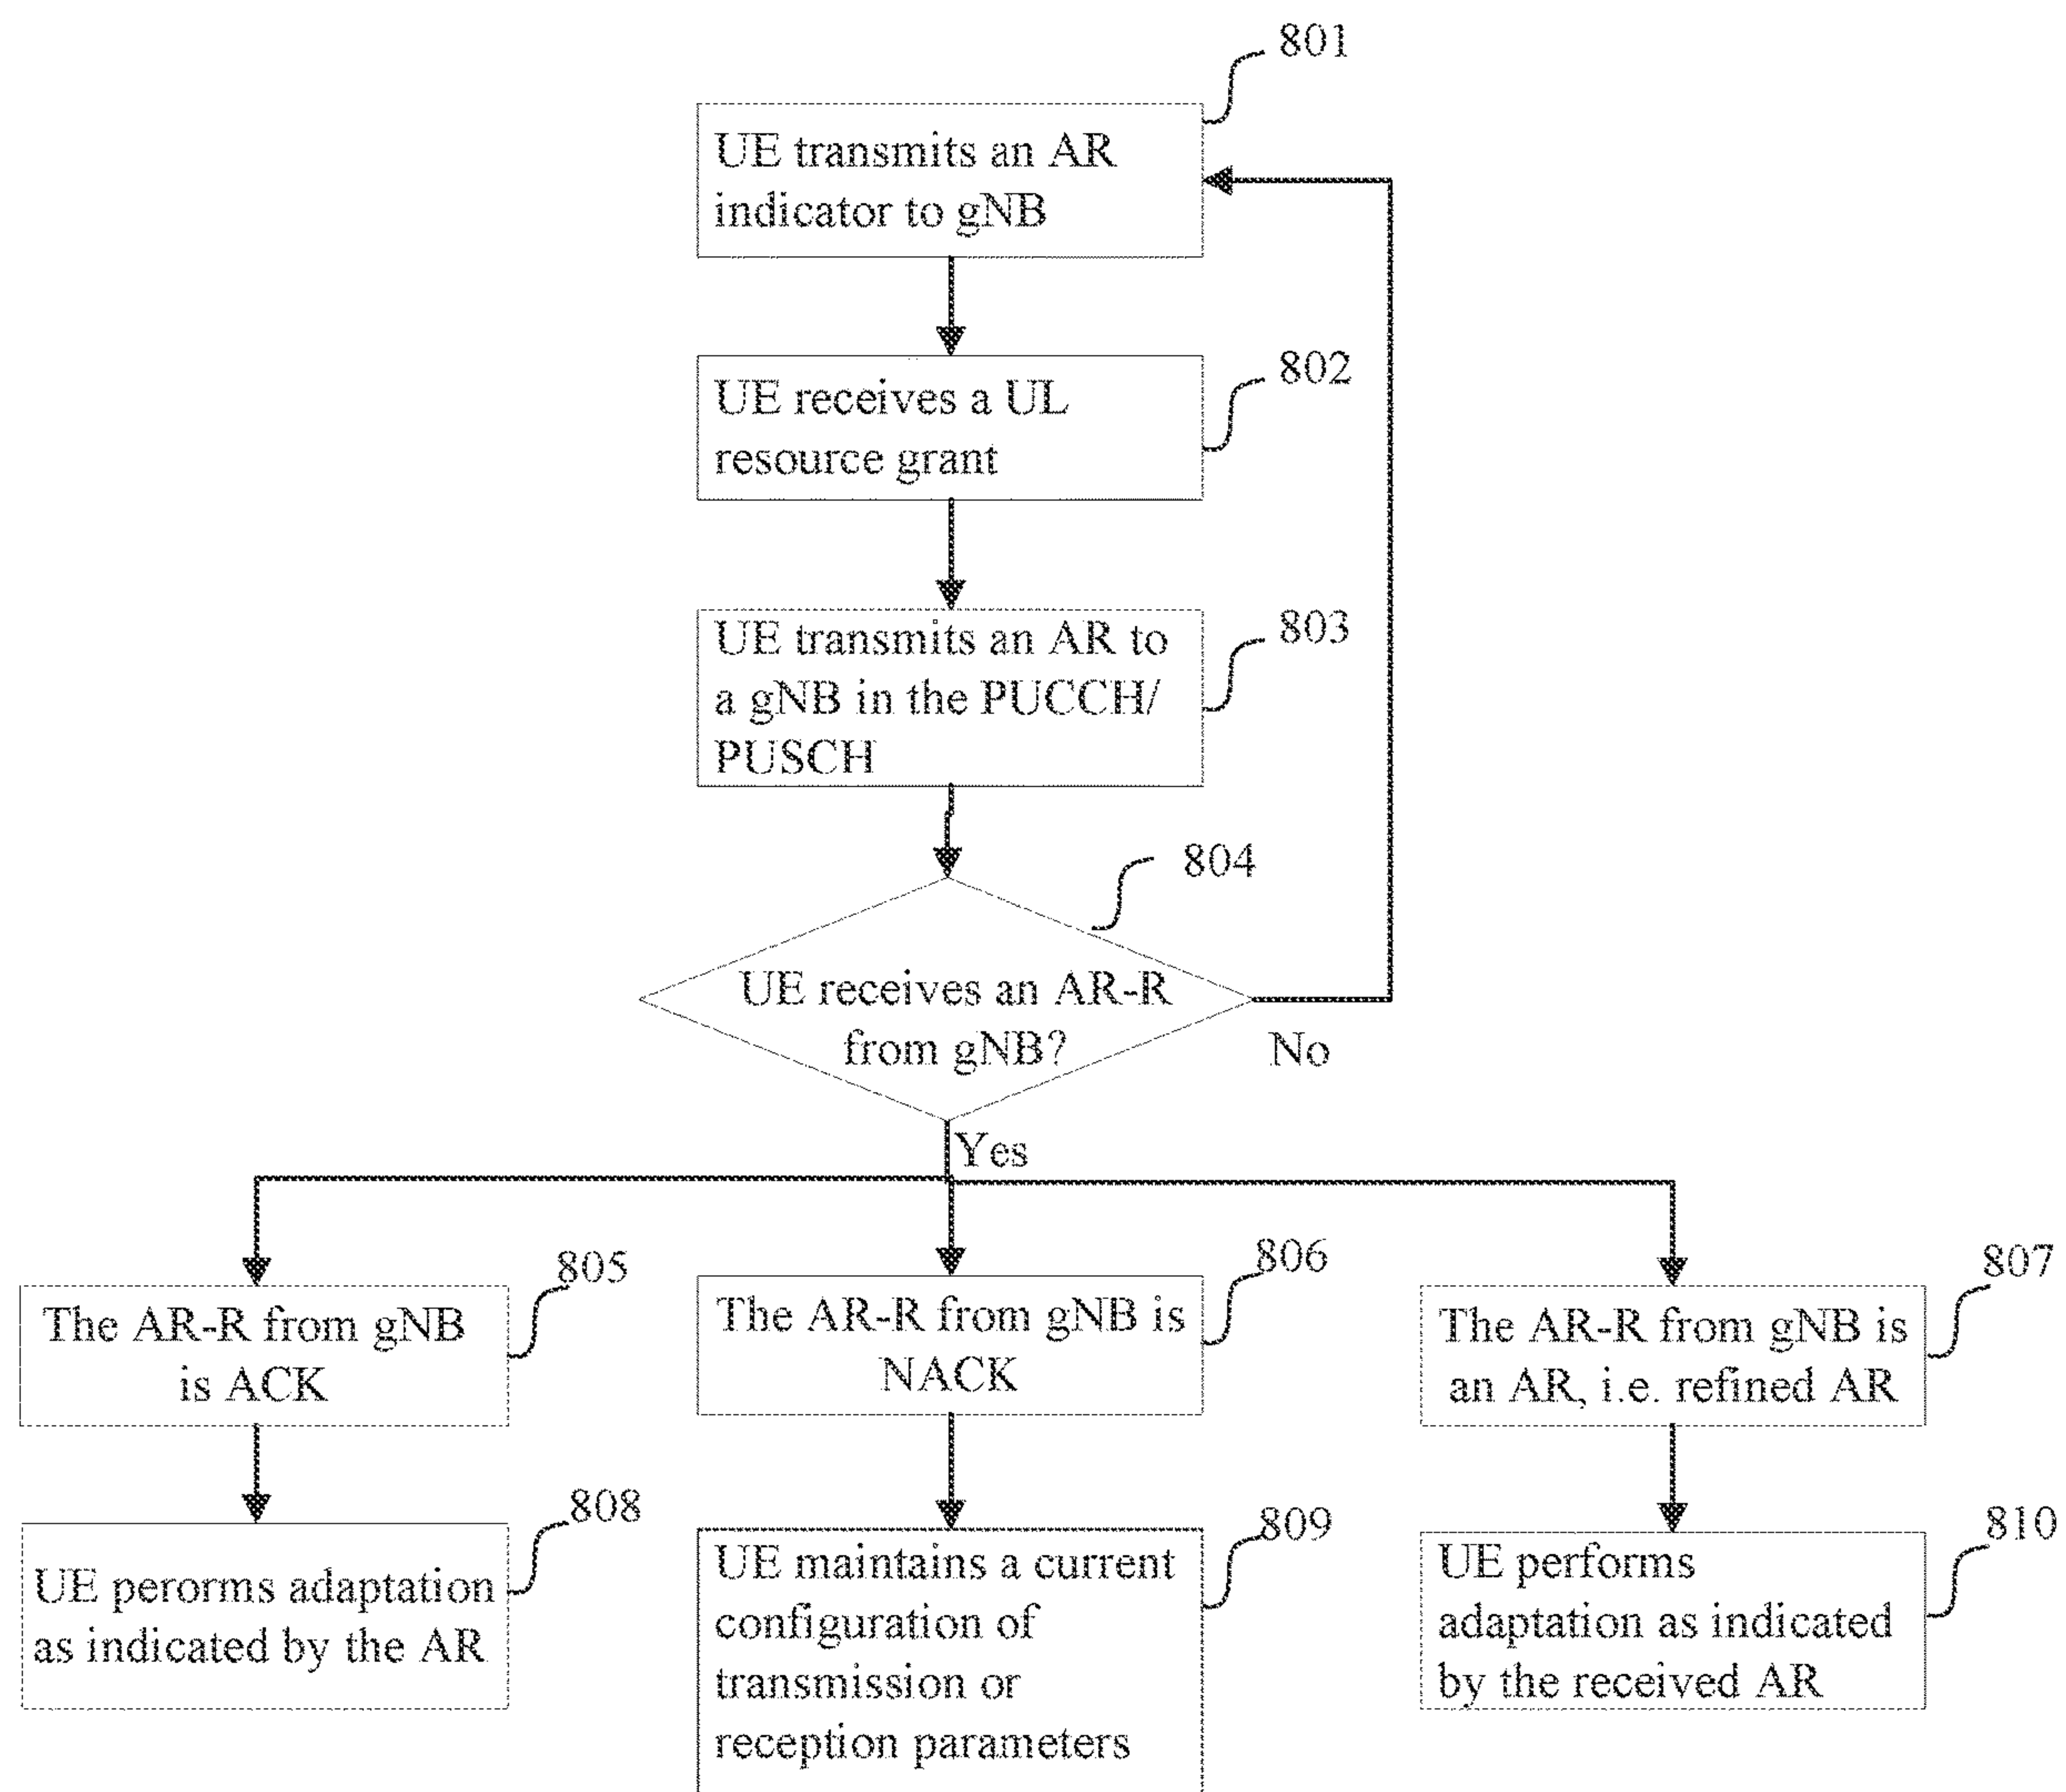 801
UE transmits an AR
indicator to gNB
802
UE receives a UL
resource grant
803
UE transmits an AR to
a gNB in the PUCCH/
PUSCH
804
UE receives an AR-R
from gNB?
No
Yes
805
The AR-R from gNB
is ACK
806
The AR-R from gNB is
NACK
807
The AR-R from gNB is
an AR, i.e. refined AR
808
UE perorms adaptation
as indicated by the AR
809
UE maintains a current
configuration of
transmission or
reception parameters
810
UE performs
adaptation as indicated
by the received AR